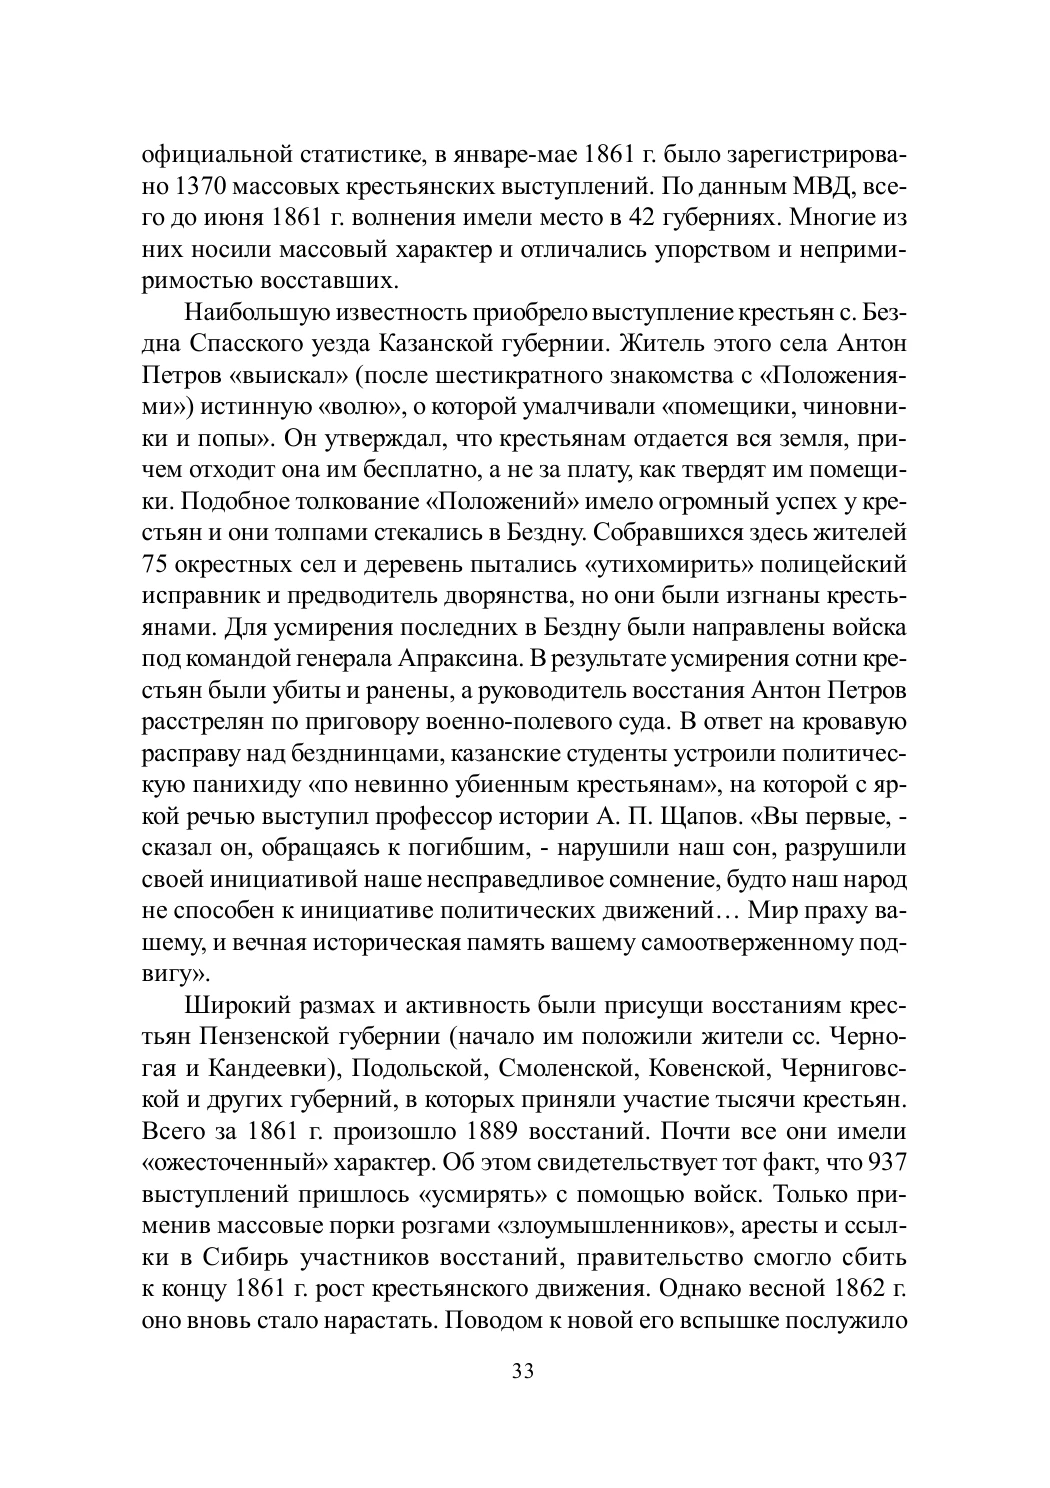 официальной статистике, в январе-мае 1861 г. было зарегистрирова-
но 1370 массовых крестьянских выступлений. По данным МВД, все-
го до июня 1861 г. волнения имели место в 42 губерниях. Многие из
них носили массовый характер и отличались упорством и неприми-
римостью восставших.
Наибольшую известность приобрело выступление крестьян с. Без-
дна Спасского уезда Казанской губернии. Житель этого села Антон
Петров «выискал» (после шестикратного знакомства с «Положения-
ми») истинную «волю», о которой умалчивали «помещики, чиновни-
ки и попы». Он утверждал, что крестьянам отдается вся земля, при-
чем отходит она им бесплатно, а не за плату, как твердят им помещи-
ки. Подобное толкование «Положений» имело огромный успех у кре-
стьян и они толпами стекались в Бездну. Собравшихся здесь жителей
75 окрестных сел и деревень пытались «утихомирить» полицейский
исправник и предводитель дворянства, но они были изгнаны кресть-
янами. Для усмирения последних в Бездну были направлены войска
под командой генерала Апраксина. В результате усмирения сотни кре-
стьян были убиты и ранены, а руководитель восстания Антон Петров
расстрелян по приговору военно-полевого суда. В ответ на кровавую
расправу над безднинцами, казанские студенты устроили политичес-
кую панихиду «по невинно убиенным крестьянам», на которой с яр-
кой речью выступил профессор истории А. П. Щапов. «Вы первые, -
сказал он, обращаясь к погибшим, - нарушили наш сон, разрушили
своей инициативой наше несправедливое сомнение, будто наш народ
не способен к инициативе политических движений… Мир праху ва-
шему, и вечная историческая память вашему самоотверженному под-
вигу».
Широкий размах и активность были присущи восстаниям крес-
тьян Пензенской губернии (начало им положили жители сс. Черно-
гая и Кандеевки), Подольской, Смоленской, Ковенской, Черниговс-
кой и других губерний, в которых приняли участие тысячи крестьян.
Всего за 1861 г. произошло 1889 восстаний. Почти все они имели
«ожесточенный» характер. Об этом свидетельствует тот факт, что 937
выступлений пришлось «усмирять» с помощью войск. Только при-
менив массовые порки розгами «злоумышленников», аресты и ссыл-
ки в Сибирь участников восстаний, правительство смогло сбить
к концу 1861 г. рост крестьянского движения. Однако весной 1862 г.
оно вновь стало нарастать. Поводом к новой его вспышке послужило
33